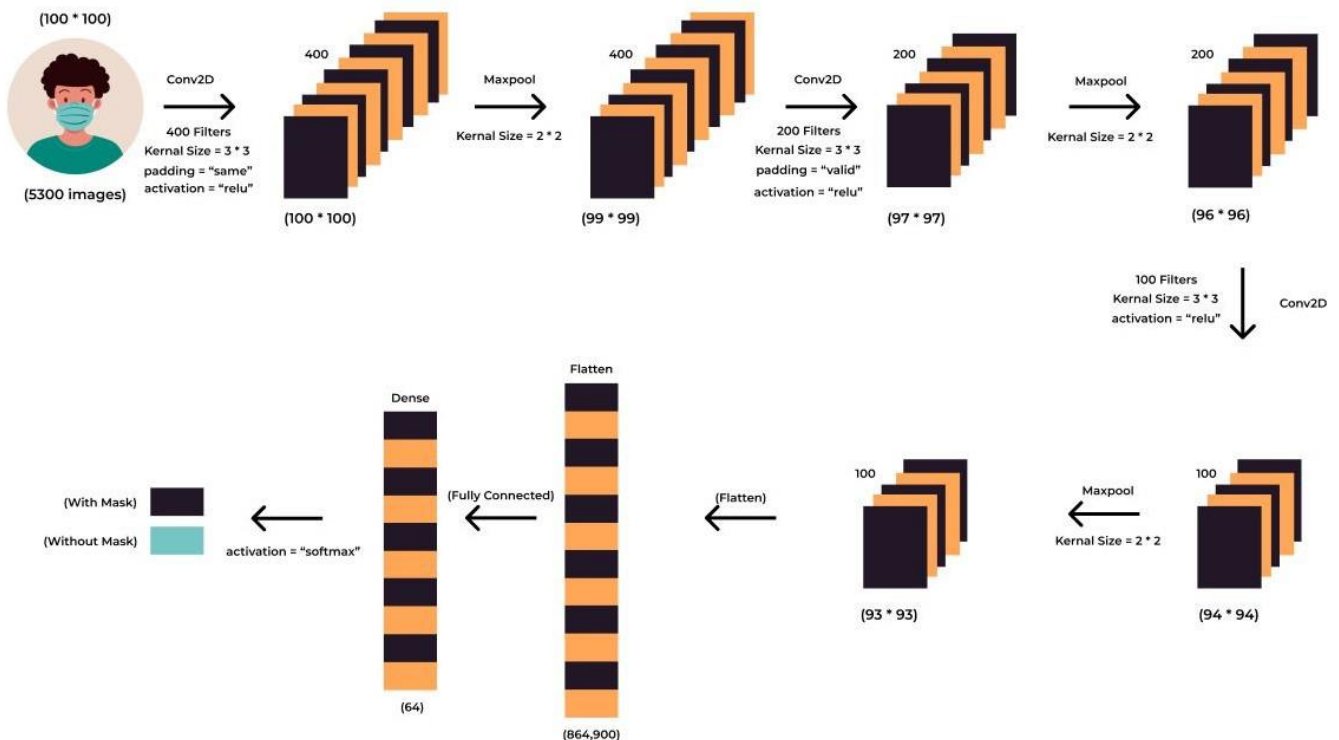 (100 * 100)
(5300 images)
Conv2D
400 Filters
Kernal Size = 3 * 3
padding = “same”
activation = “relu”
400
(100 * 100)
Maxpool
Kernal Size = 2 * 2
400
(99 * 99)
Conv2D
200 Filters
Kernal Size = 3 * 3
padding = “valid”
activation = “relu”
200
(97 * 97)
Maxpool
Kernal Size = 2 * 2
200
(96 * 96)
100 Filters
Kernal Size = 3 * 3
activation = “relu”
Conv2D
100
(94 * 94)
Maxpool
Kernal Size = 2 * 2
100
(93 * 93)
(Flatten)
Flatten
(864,900)
(Fully Connected)
Dense
(64)
activation = “softmax”
(With Mask)
(Without Mask)